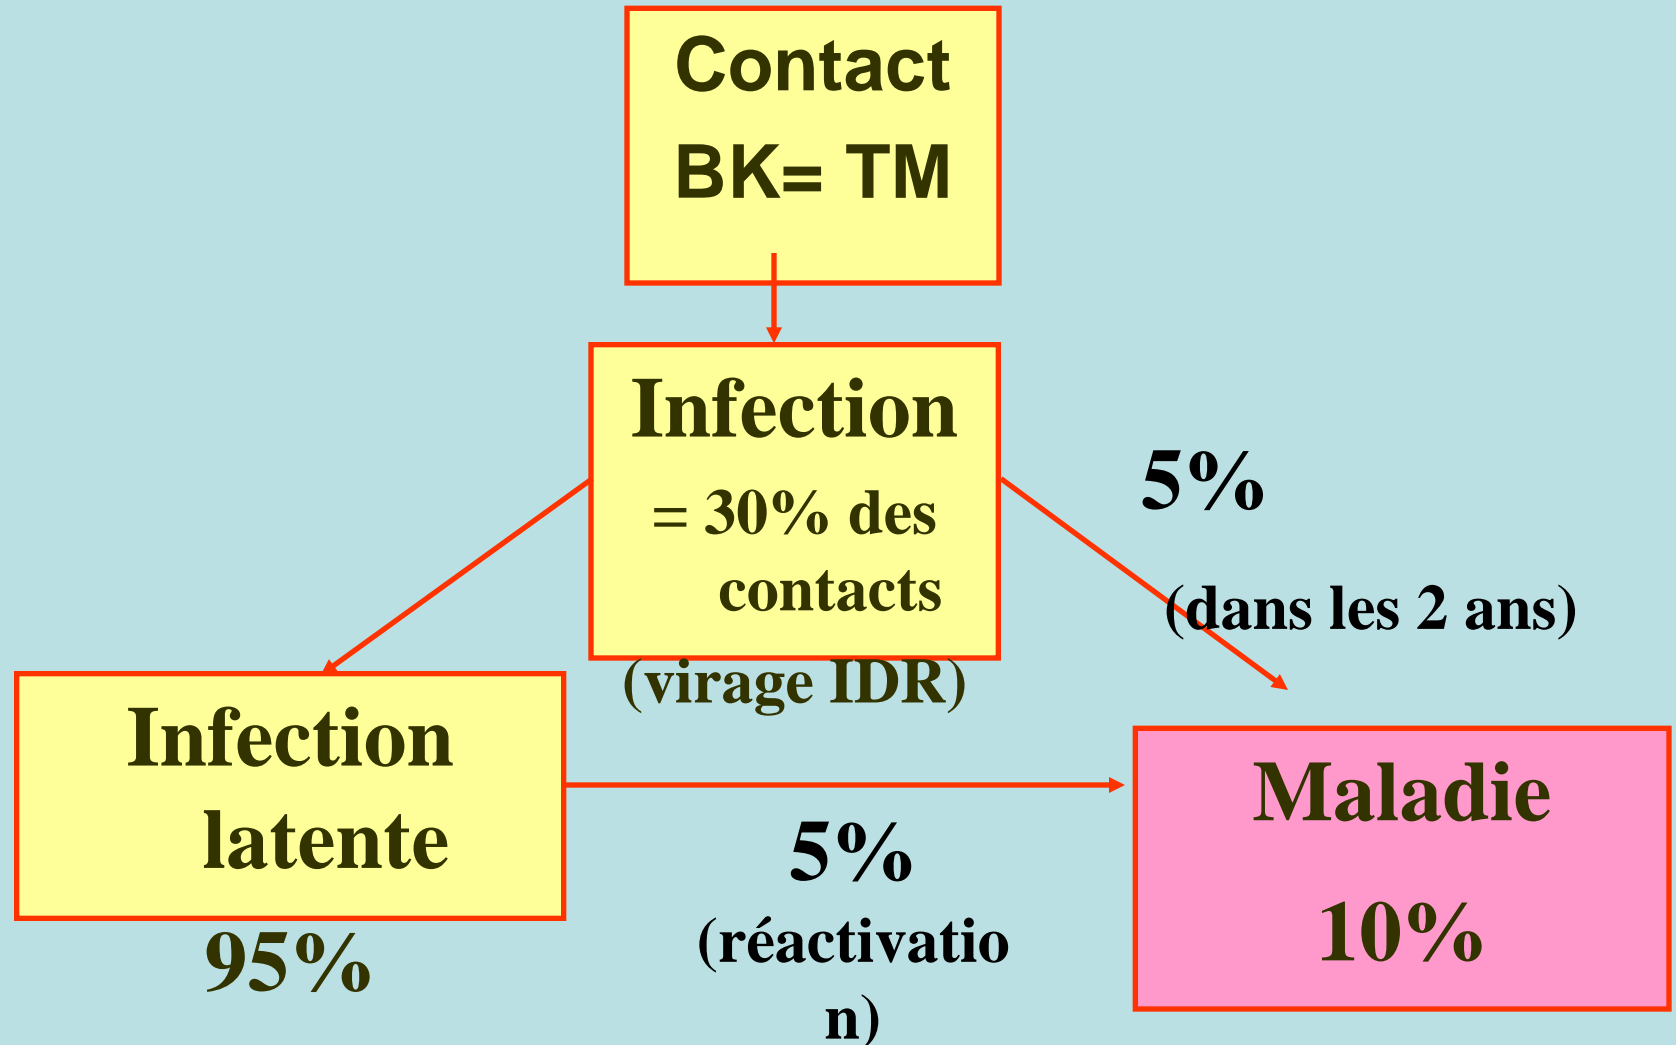 Contact
BK= TM
Infection
= 30% des
contacts
(virage IDR)
5%
(dans les 2 ans)
Infection
latente
95%
5%
(réactivatio
n)
Maladie
10%